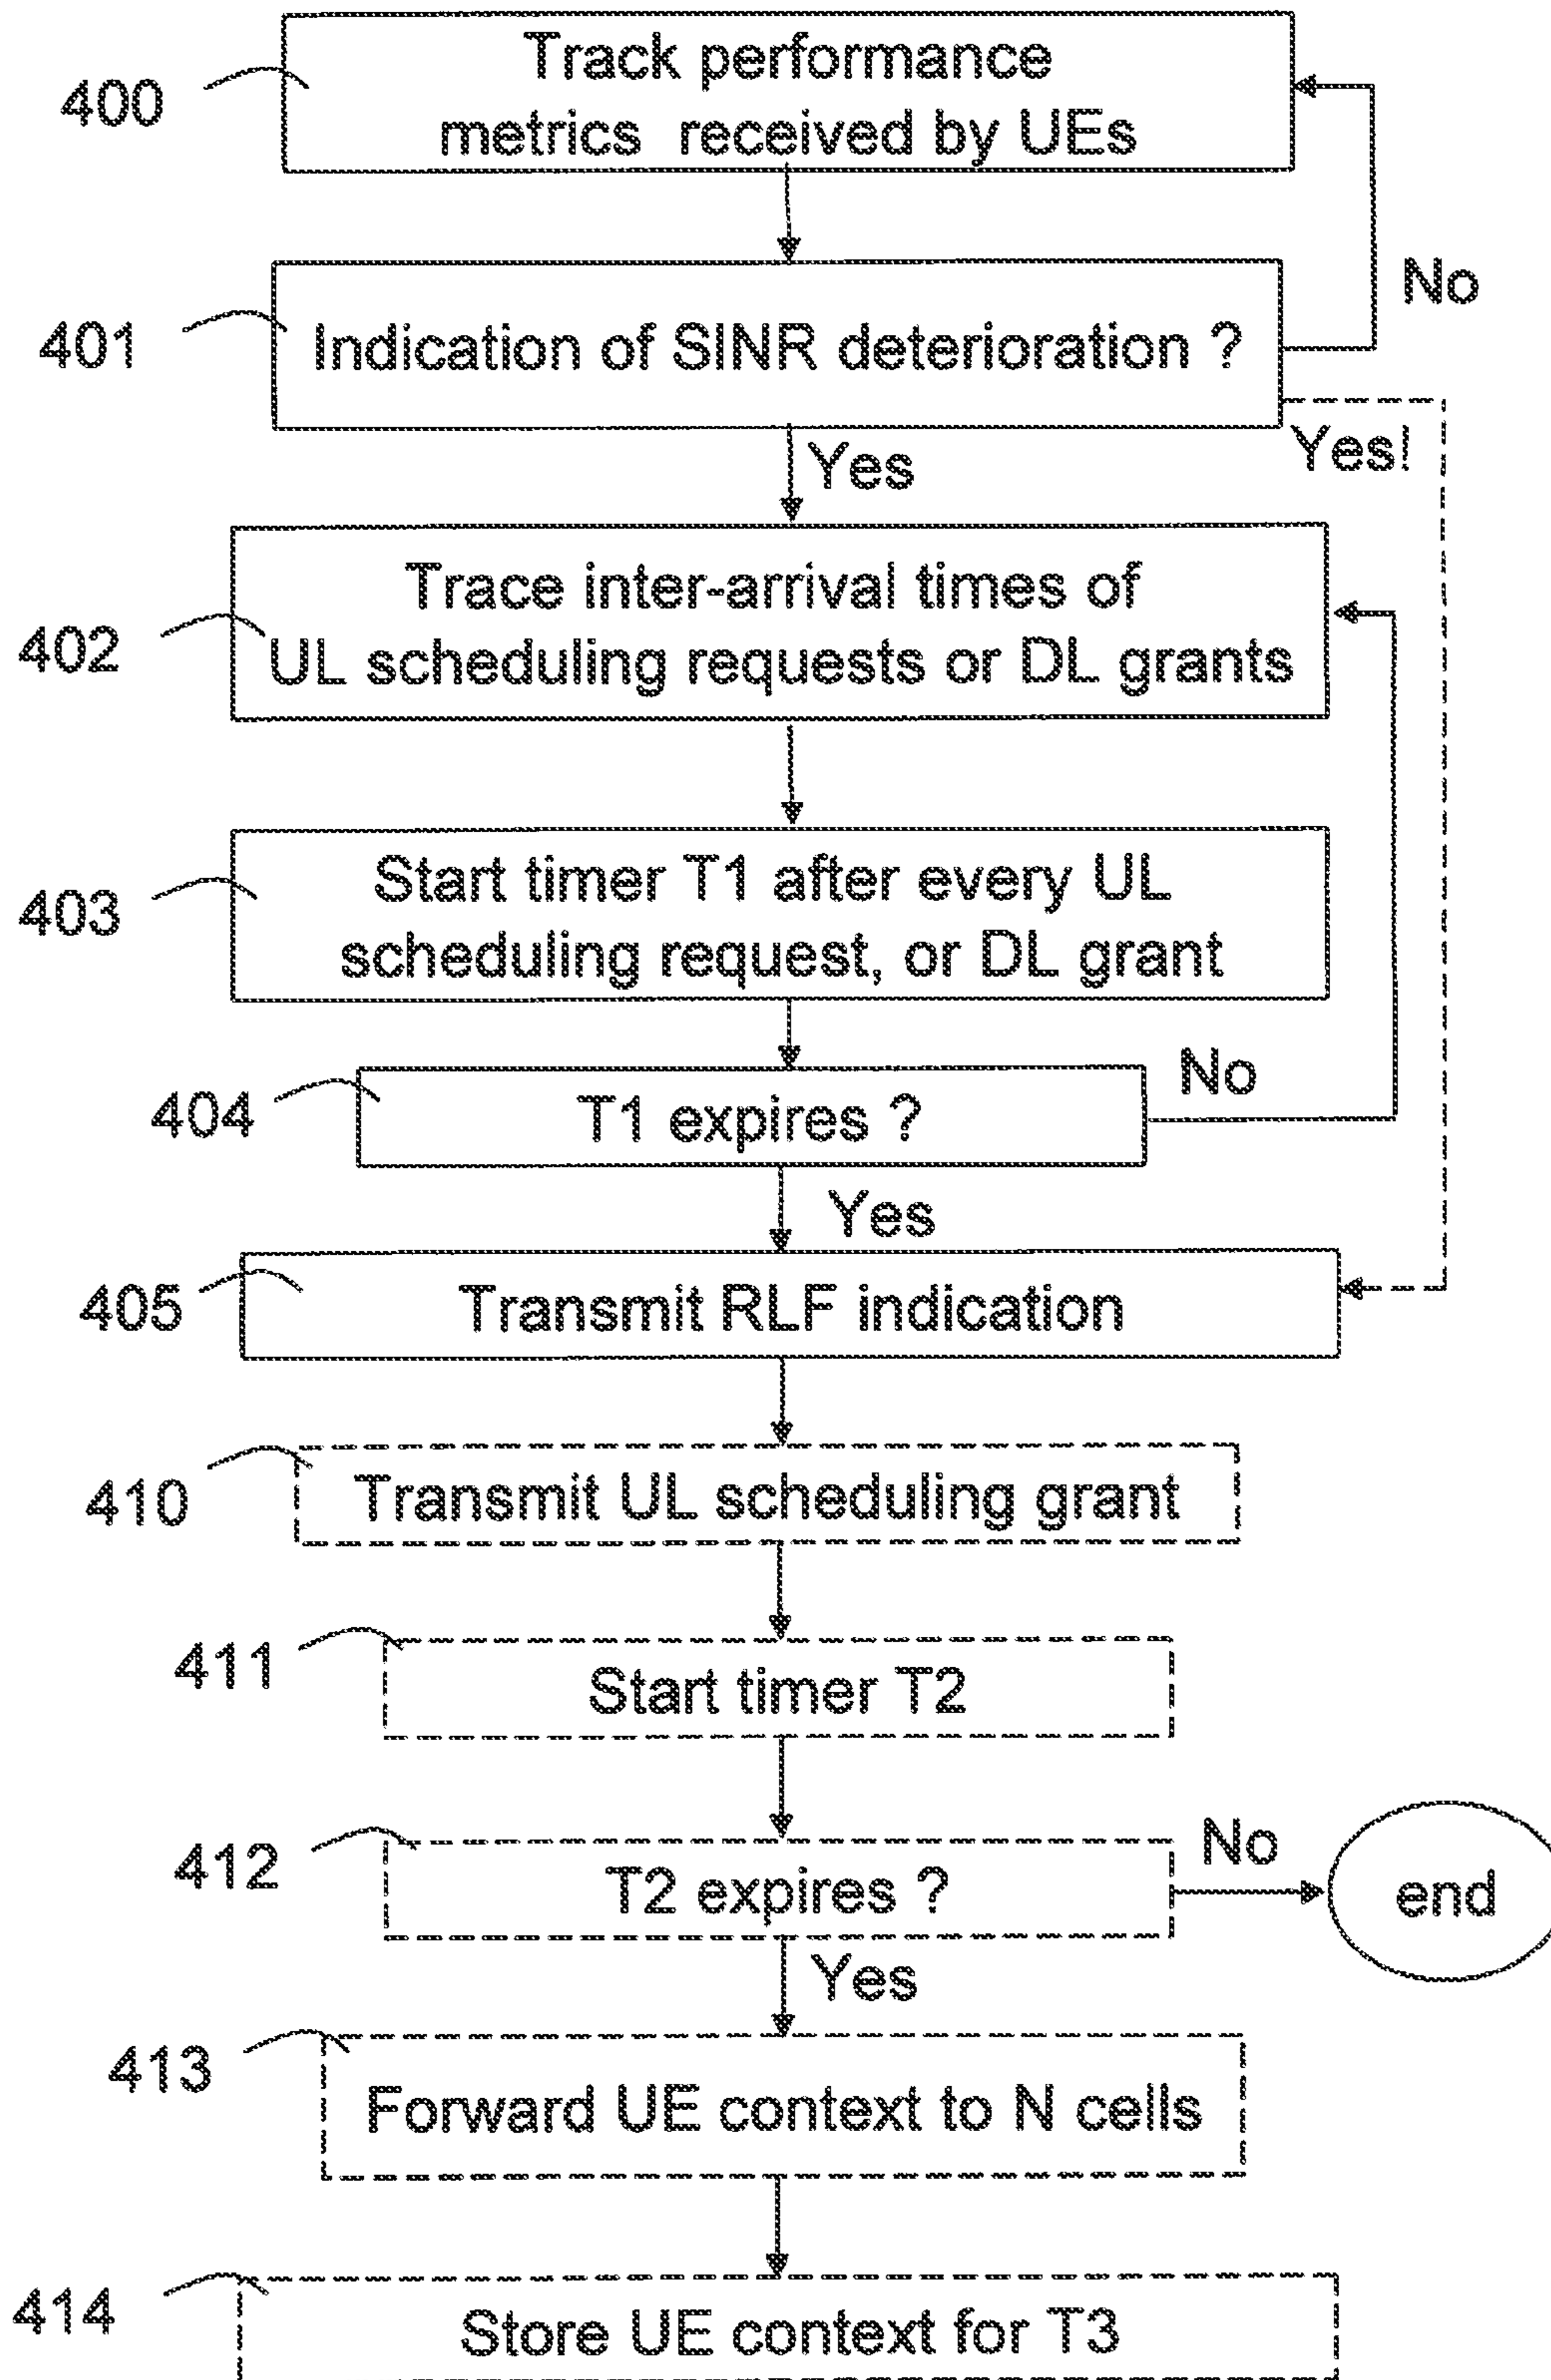 Track performance
400
metrics received by UEs
No
401
Indication of SINR deterioration ?
Yes
Yes!
Trace inter-arrival times of
402
UL scheduling requests or DL grants
Start timer T1 after every UL
403
scheduling request, or DL grant
No
404
T1 expires ?
Yes
405
Transmit RLF indication
410
Transmit UL scheduling grant
411
Start timer T2
No
412
T2 expires ?
end
Yes
413
Forward UE context to N cells
414
Store UE context for T3